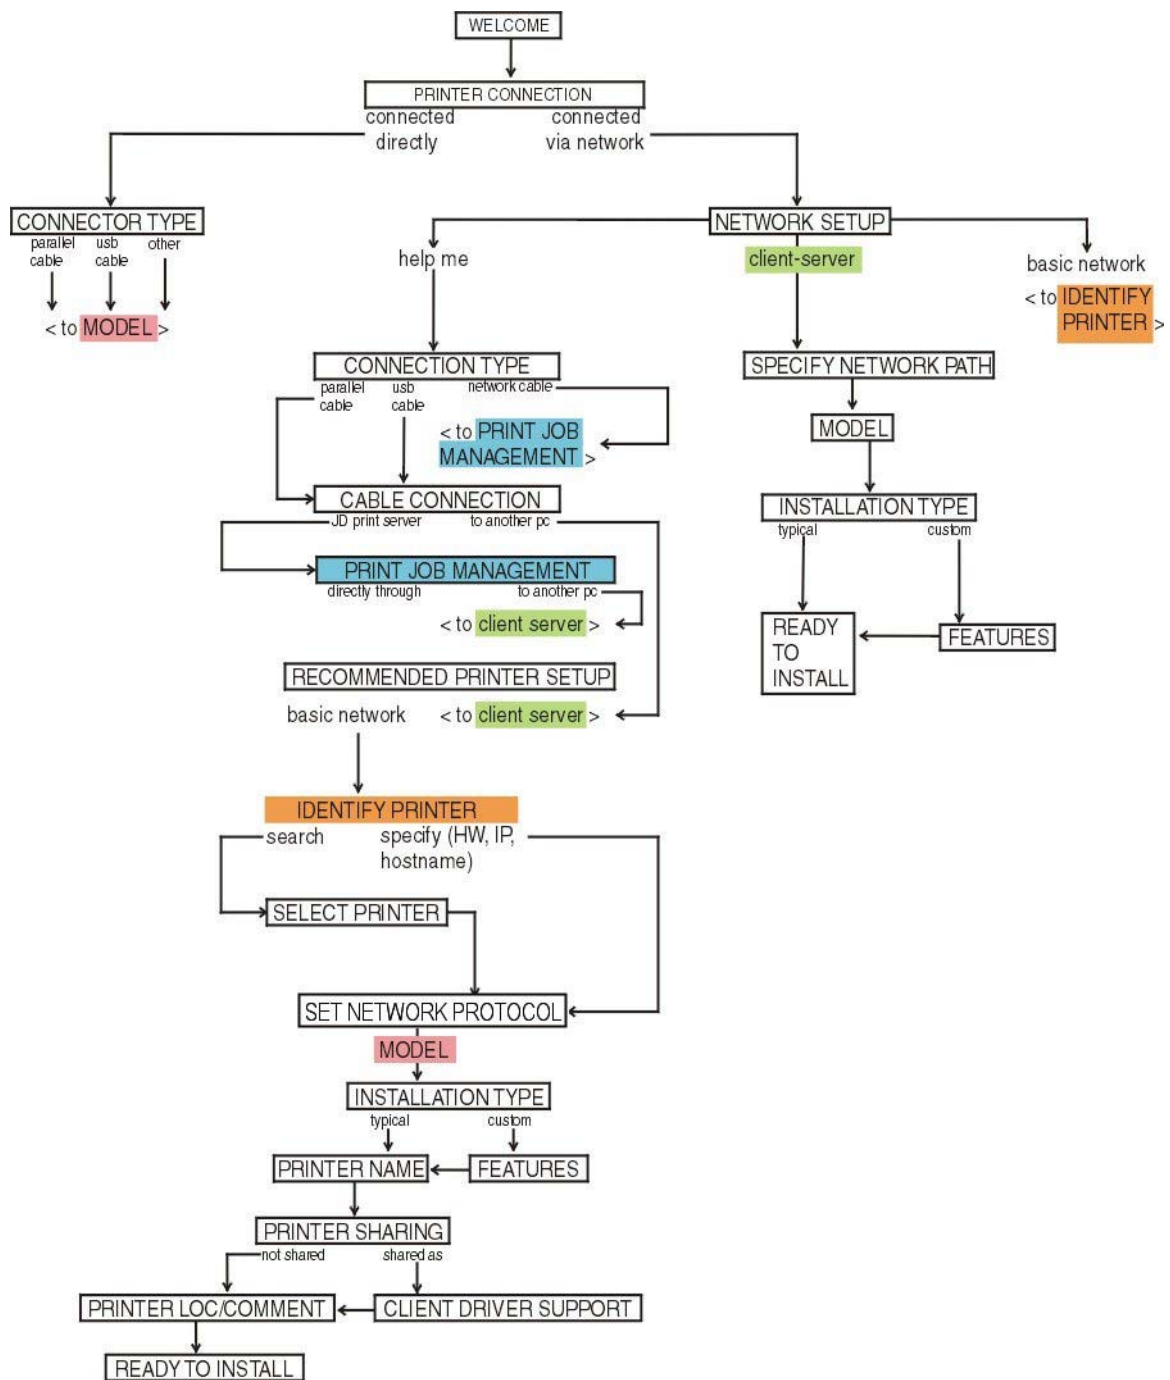 WELCOME
PRINTER CONNECTION
connected directly
connected via network
CONNECTOR TYPE
parallel cable
usb cable
other
< to MODEL >
NETWORK SETUP
help me
client-server
basic network
< to IDENTIFY
PRINTER >
CONNECTION TYPE
parallel cable
usb cable
network cable
< to PRINT JOB
MANAGEMENT >
SPECIFY NETWORK PATH
MODEL
CABLE CONNECTION
JD print server
to another pc
INSTALLATION TYPE
typical
custom
PRINT JOB MANAGEMENT
directly through
to another pc
< to client server >
READY
TO
INSTALL
FEATURES
RECOMMENDED PRINTER SETUP
basic network
< to client server >
IDENTIFY PRINTER
search
specify (HW, IP,
hostname)
SELECT PRINTER
SET NETWORK PROTOCOL
MODEL
INSTALLATION TYPE
typical
custom
PRINTER NAME
FEATURES
PRINTER SHARING
not shared
shared as
PRINTER LOC/COMMENT
CLIENT DRIVER SUPPORT
READY TO INSTALL